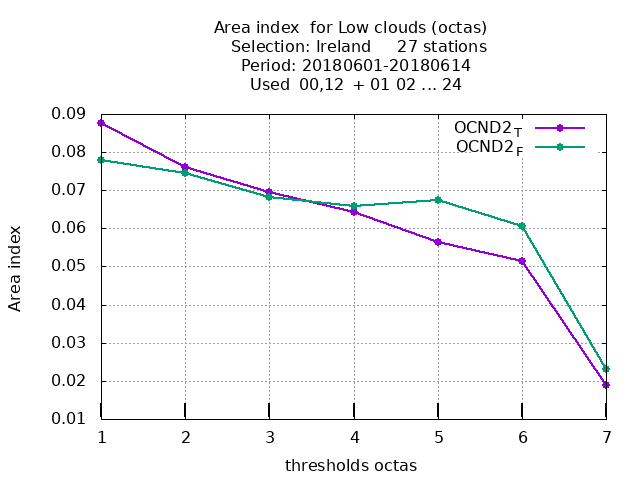 Area index  for Low clouds (octas)
Selection: Ireland     27 stations
Period: 20180601-20180614
Used  00,12  + 01 02 ... 24
OCND2T
OCND2F
0.09
0.08
0.07
0.06
0.05
0.04
0.03
0.02
0.01
Area index
1 2 3 4 5 6 7
thresholds octas